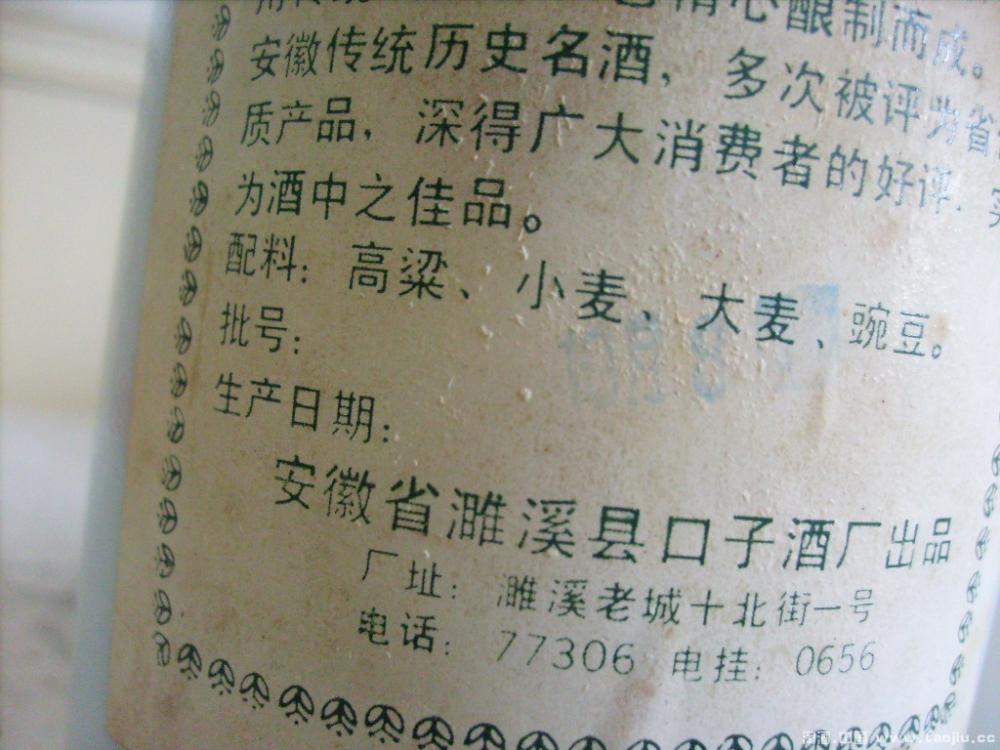 精心酿制而成。
安徽传统历史名酒，多次被评为省
质产品，深得广大消费者的好评.
为酒中之佳品。
配料：高粱、小麦、大麦、豌豆。
批号：
生产日期：
安徽省濉溪县口子酒厂出品
厂址：濉溪老城十北街一号
电话：77306 电挂：0656
www.taojiu.cc